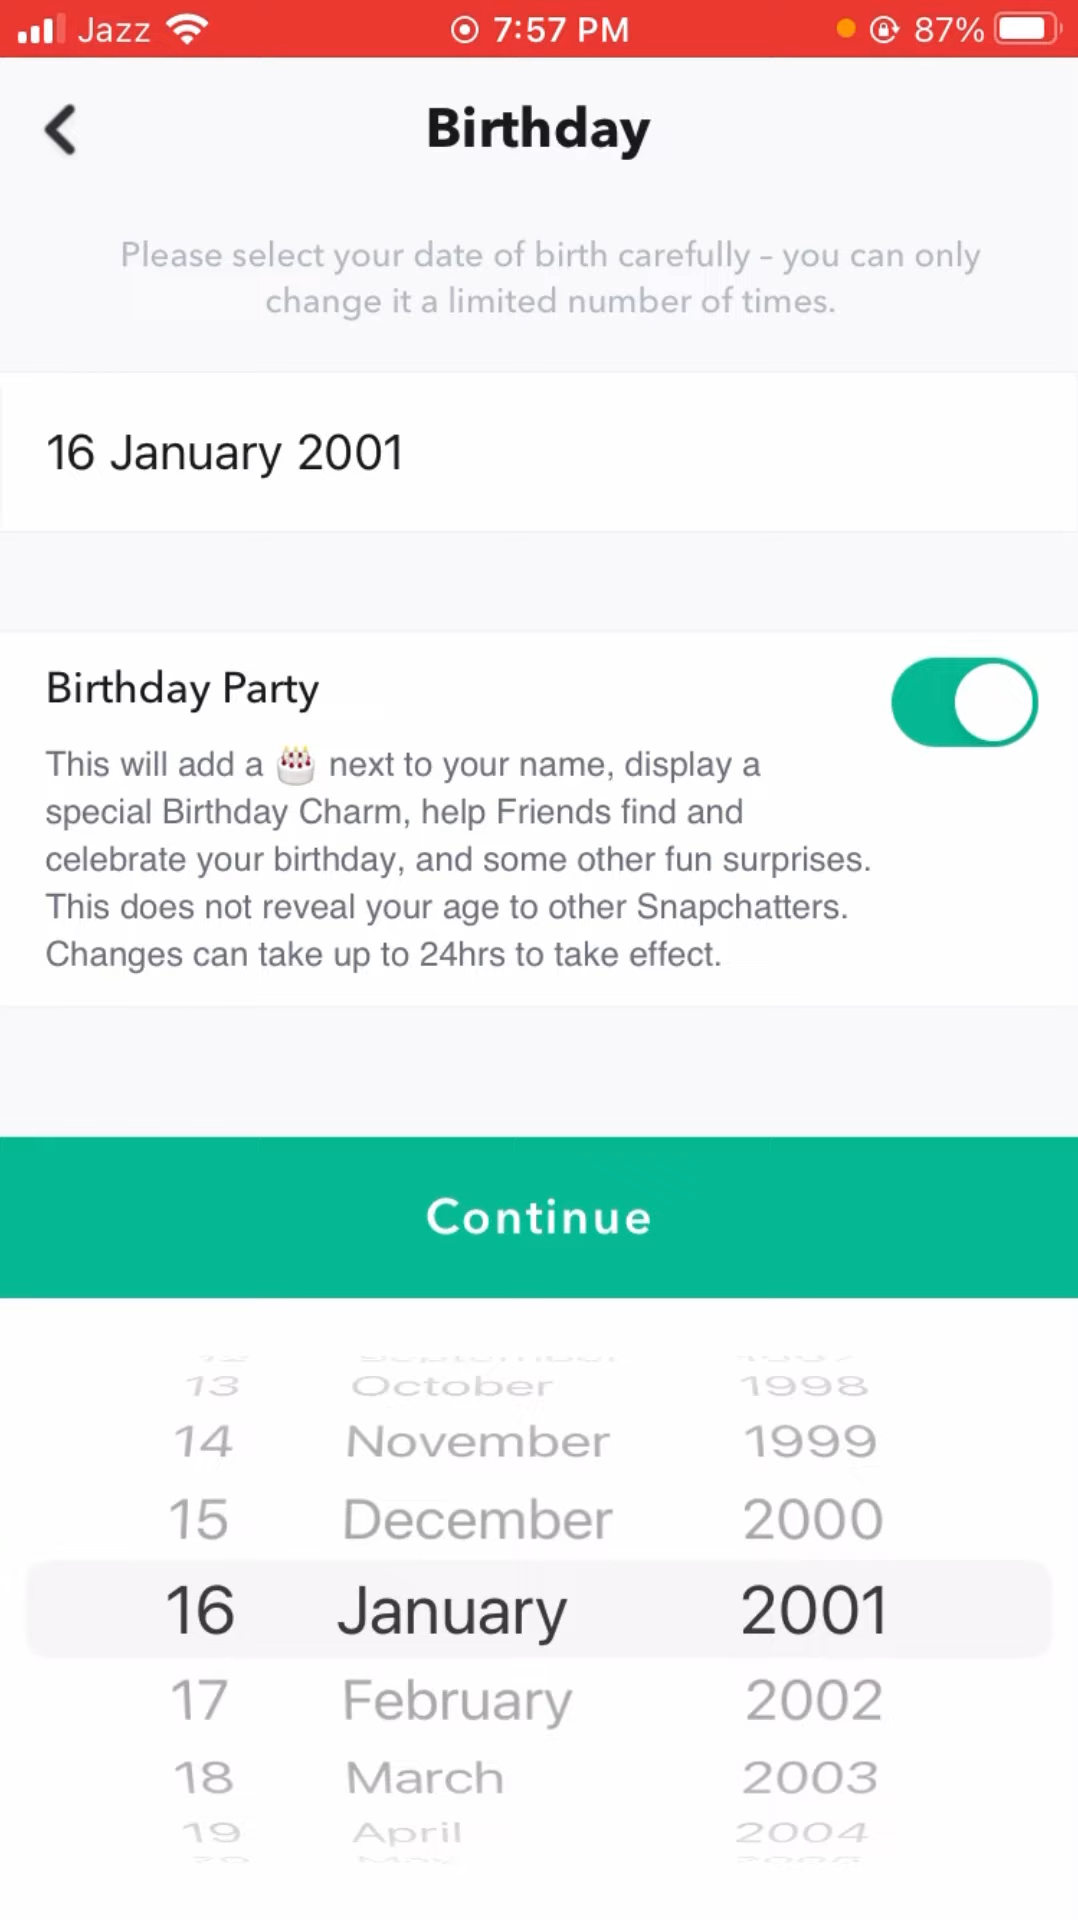 Jazz 7:57 PM 87%
Birthday
Please select your date of birth carefully – you can only
change it a limited number of times.
16 January 2001
Birthday Party
This will add a 🎂 next to your name, display a
special Birthday Charm, help Friends find and
celebrate your birthday, and some other fun surprises.
This does not reveal your age to other Snapchatters.
Changes can take up to 24hrs to take effect.
Continue
13 October 1998
14 November 1999
15 December 2000
16 January 2001
17 February 2002
18 March 2003
19 April 2004